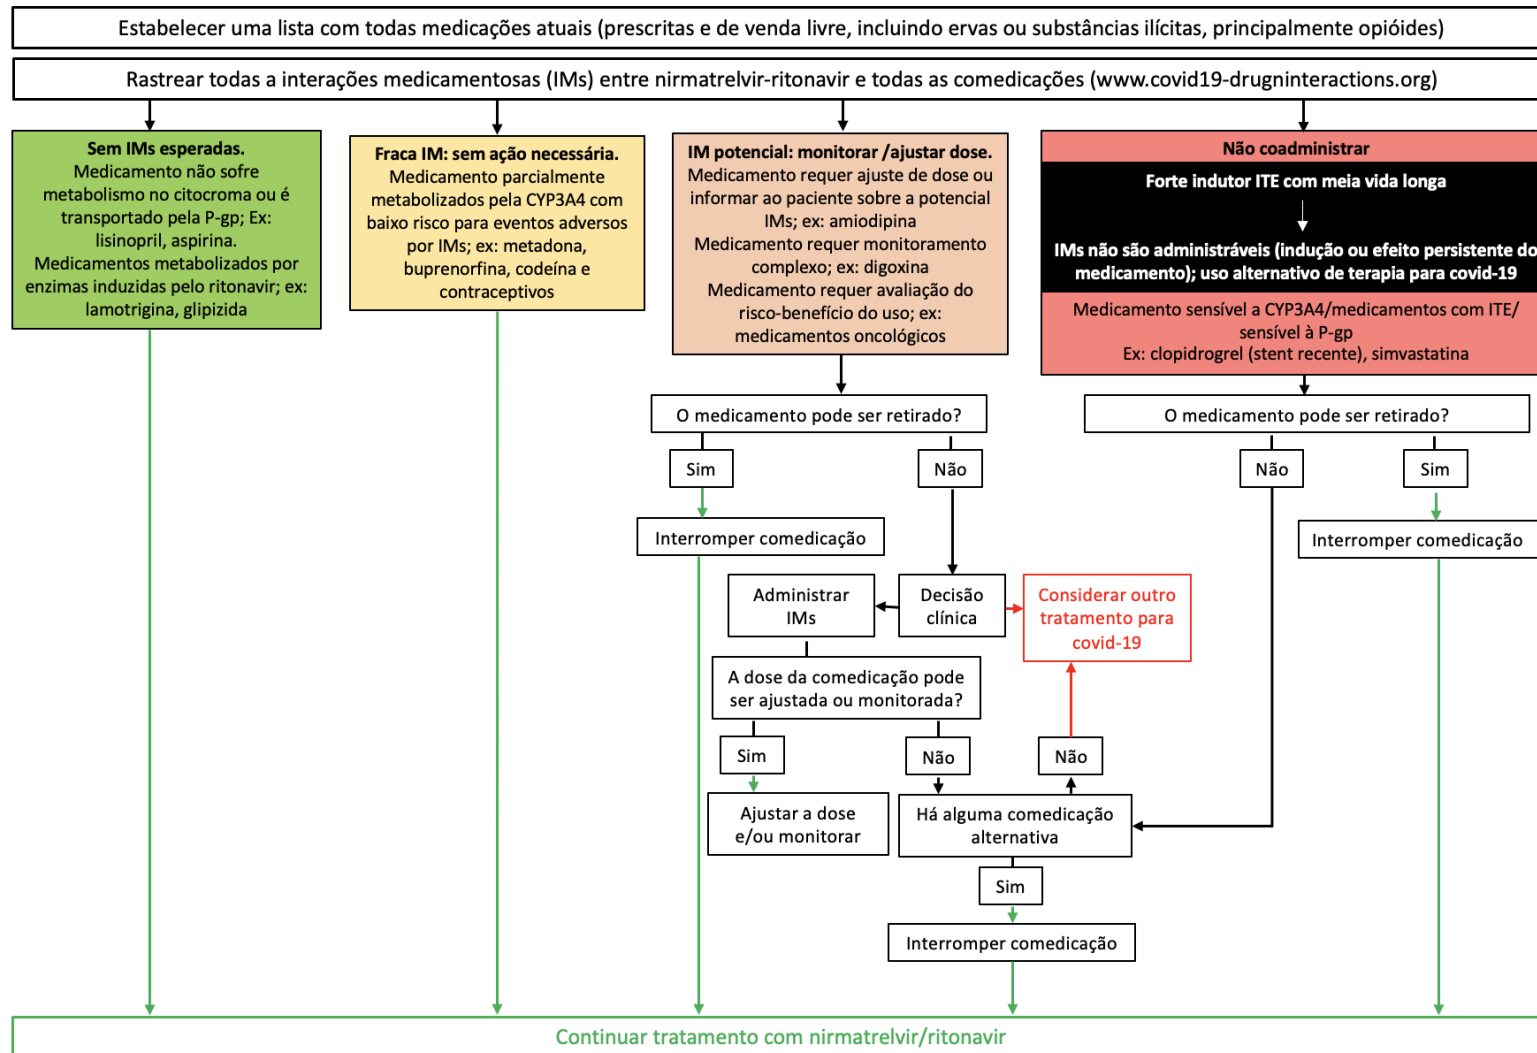 Estabelecer uma lista com todas medicações atuais (prescritas e de venda livre, incluindo ervas ou substâncias ilícitas, principalmente opióides)
Rastrear todas a interações medicamentosas (IMs) entre nirmatrelvir-ritonavir e todas as comedicações (www.covid19-drugninteractions.org)
Sem IMs esperadas.
Medicamento não sofre
metabolismo no citocroma ou é
transportado pela P-gp; Ex:
lisinopril, aspirina.
Medicamentos metabolizados por
enzimas induzidas pelo ritonavir; ex:
lamotrigina, glipizida
Fraca IM: sem ação necessária.
Medicamento parcialmente
metabolizados pela CYP3A4 com
baixo risco para eventos adversos
por IMs; ex: metadona,
buprenorfina, codeína e
contraceptivos
IM potencial: monitorar /ajustar dose.
Medicamento requer ajuste de dose ou
informar ao paciente sobre a potencial
IMs; ex: amiodipina
Medicamento requer monitoramento
complexo; ex: digoxina
Medicamento requer avaliação do
risco-benefício do uso; ex:
medicamentos oncológicos
Não coadministrar
Forte indutor ITE com meia vida longa
IMs não são administráveis (indução ou efeito persistente do
medicamento); uso alternativo de terapia para covid-19
Medicamento sensível a CYP3A4/medicamentos com ITE/
sensível à P-gp
Ex: clopidrogrel (stent recente), simvastatina
O medicamento pode ser retirado?
O medicamento pode ser retirado?
Sim
Não
Não
Sim
Interromper comedicação
Interromper comedicação
Administrar
IMs
Decisão
clínica
Considerar outro
tratamento para
covid-19
A dose da comedicação pode
ser ajustada ou monitorada?
Sim
Não
Não
Ajustar a dose
e/ou monitorar
Há alguma comedicação
alternativa
Sim
Interromper comedicação
Continuar tratamento com nirmatrelvir/ritonavir